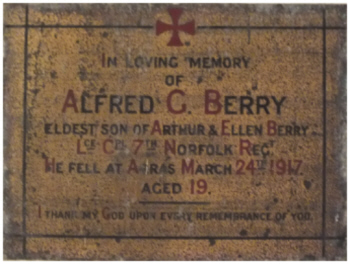 IN LOVING MEMORY
OF
ALFRED G. BERRY
ELDEST SON OF ARTHUR & ELLEN BERRY
LCE CPL 7TH NORFOLK REGT
HE FELL AT ARRAS MARCH 24TH 1917.
AGED 19.
I THANK MY GOD UPON EVERY REMEMBRANCE OF YOU.